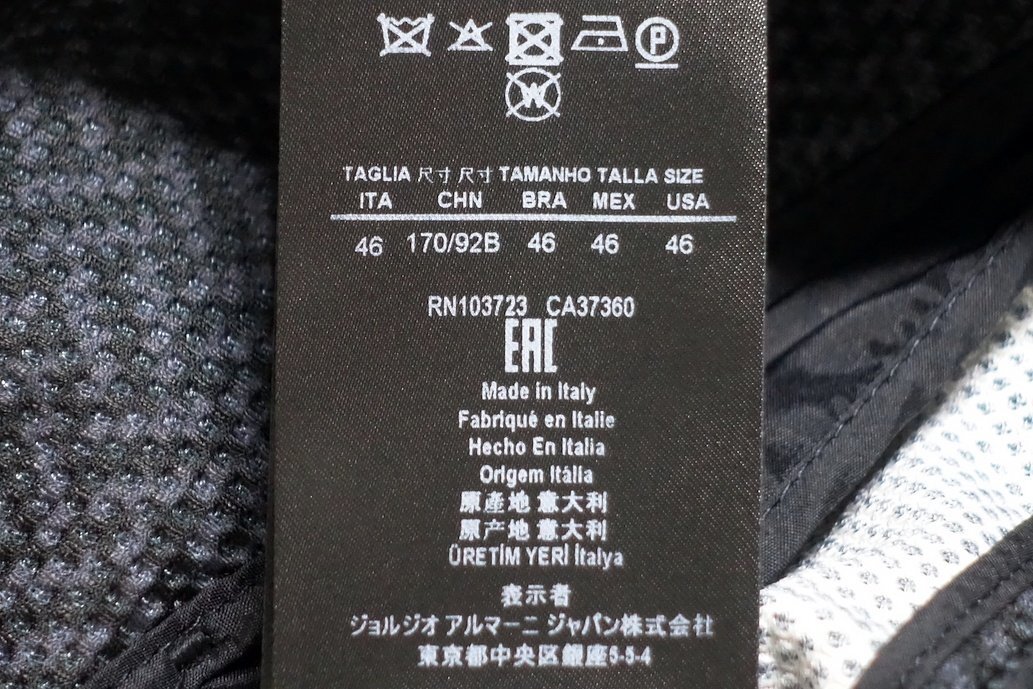 P
W
TAGLIA 尺寸 尺寸 TAMANHO TALLA SIZE
ITA CHN BRA MEX USA
46 170/92B 46 46 46
RN103723 CA37360
EAC
Made in Italy
Fabriqué en Italie
Hecho En Italia
Origem Itália
原產地 意大利
原产地 意大利
ÜRETİM YERİ İtalya
表示者
ジョルジオ アルマーニ ジャパン株式会社
東京都中央区銀座5-5-4